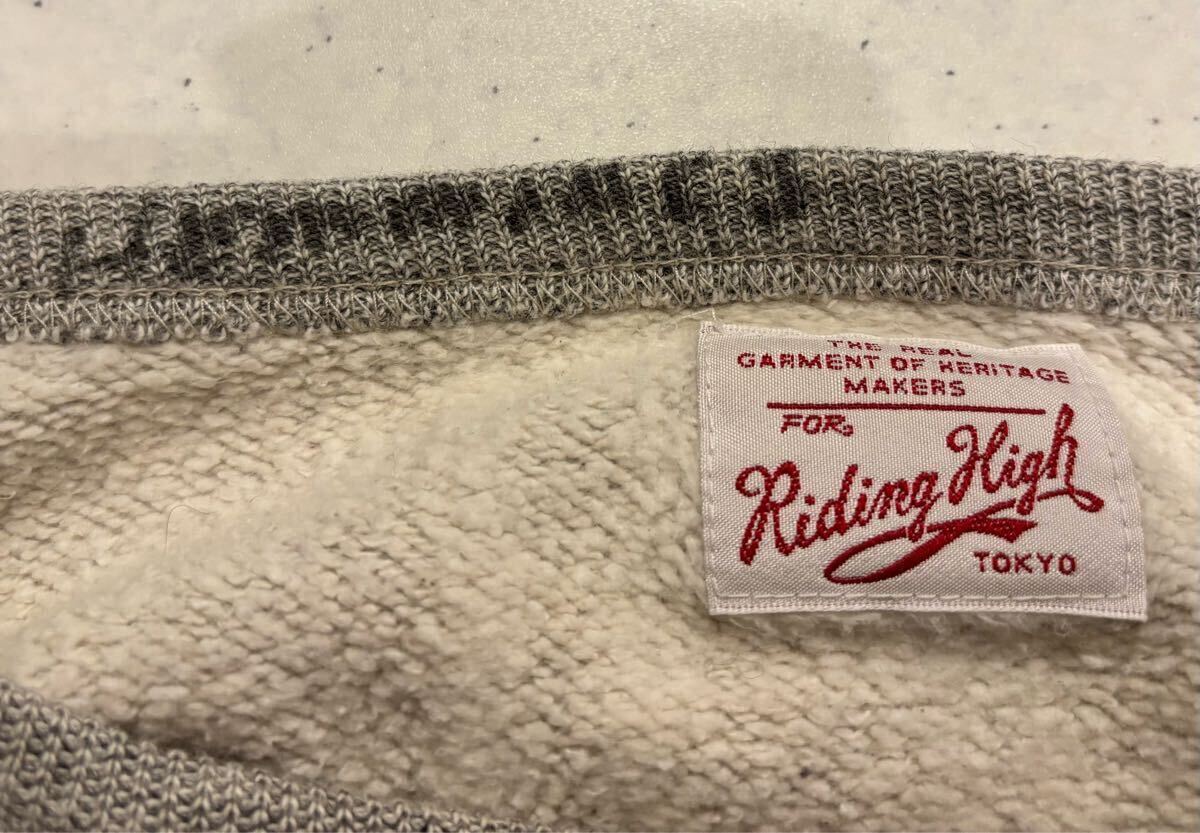 THE REAL
GARMENT OF HERITAGE
MAKERS
FOR.
Riding High
TOKYO